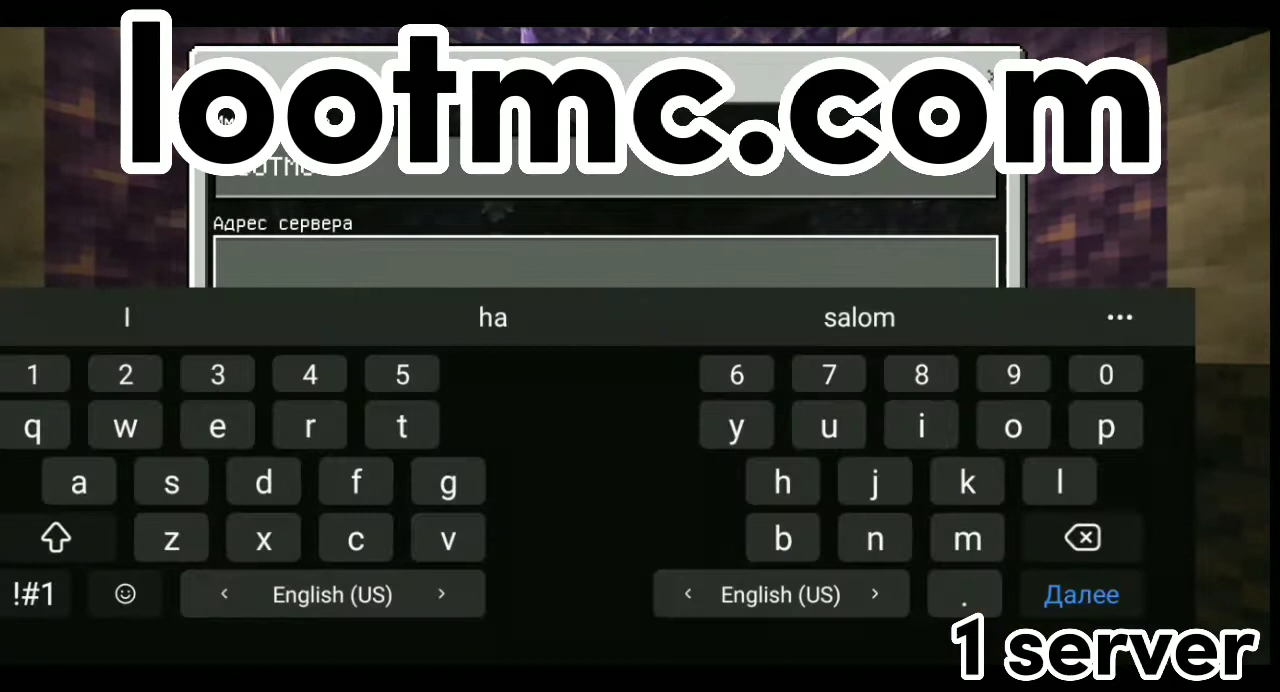 lootmc.com
Адрес сервера
I ha salom •••
1 2 3 4 5 6 7 8 9 0
q w e r t y u i o p
a s d f g h j k l
z x c v b n m
!#1 < English (US) > < English (US) > . Далее
1 server